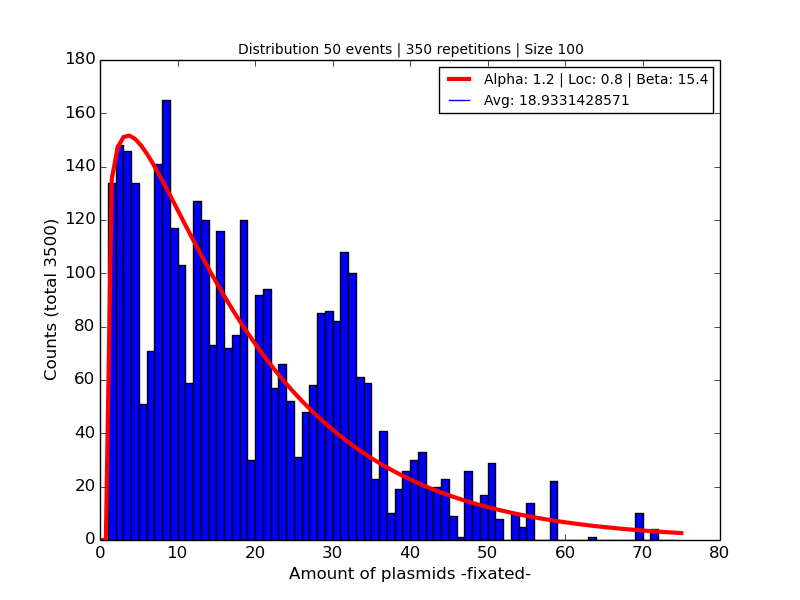 Distribution 50 events | 350 repetitions | Size 100
Alpha: 1.2 | Loc: 0.8 | Beta: 15.4
Avg: 18.9331428571
180
160
140
120
100
80
60
40
20
0
Counts (total 3500)
0 10 20 30 40 50 60 70 80
Amount of plasmids -fixated-